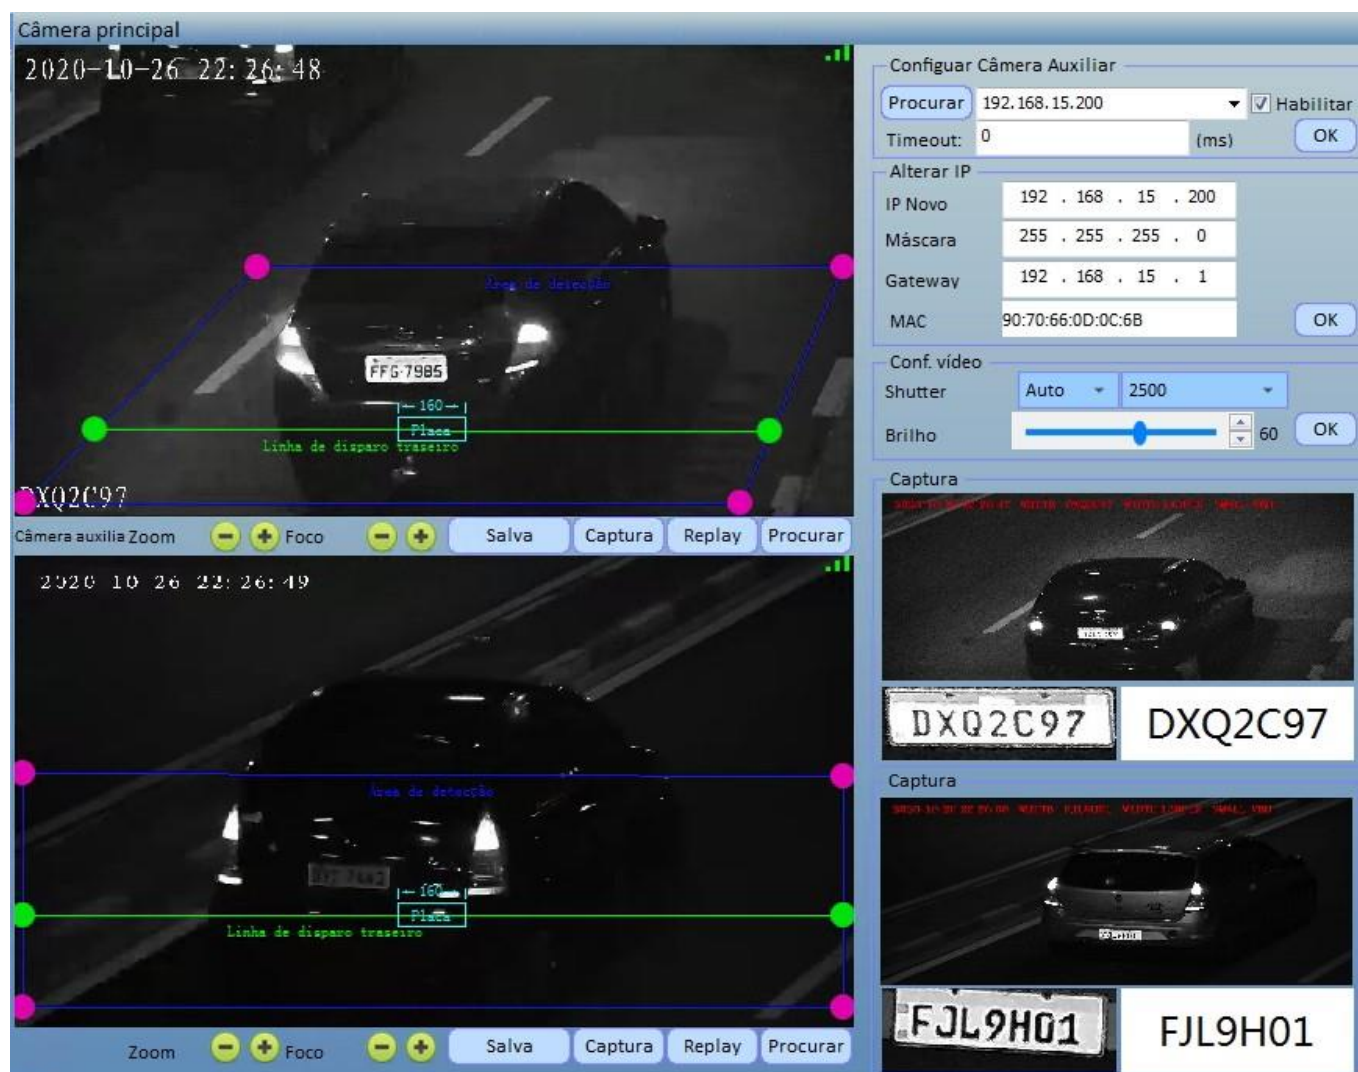 Câmera principal
2020-10-26 22:26:48
Área de detecção
FFG-7985
160
Placa
Linha de disparo traseiro
DXQ2C97
Câmera auxilia Zoom
Foco
Salva
Captura
Replay
Procurar
2020 10 26 22:26:49
Área de detecção
160
Placa
Linha de disparo traseiro
Zoom
Foco
Salva
Captura
Replay
Procurar
Configuar Câmera Auxiliar
Procurar 192.168.15.200 Habilitar
Timeout: 0 (ms) OK
Alterar IP
IP Novo 192 . 168 . 15 . 200
Máscara 255 . 255 . 255 . 0
Gateway 192 . 168 . 15 . 1
MAC 90:70:66:0D:0C:6B OK
Conf. vídeo
Shutter Auto 2500
Brilho 60 OK
Captura
DXQ2C97 DXQ2C97
Captura
FJL9H01 FJL9H01